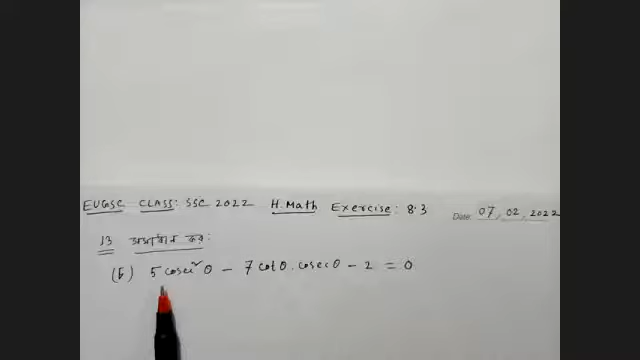 EUGSC CLASS: SSC 2022 H.Math Exercise: 8.3 Date: 07, 02, 2022
13 সমাধান কর:
(b) 5 cosec²θ - 7 cotθ.cosecθ - 2 = 0